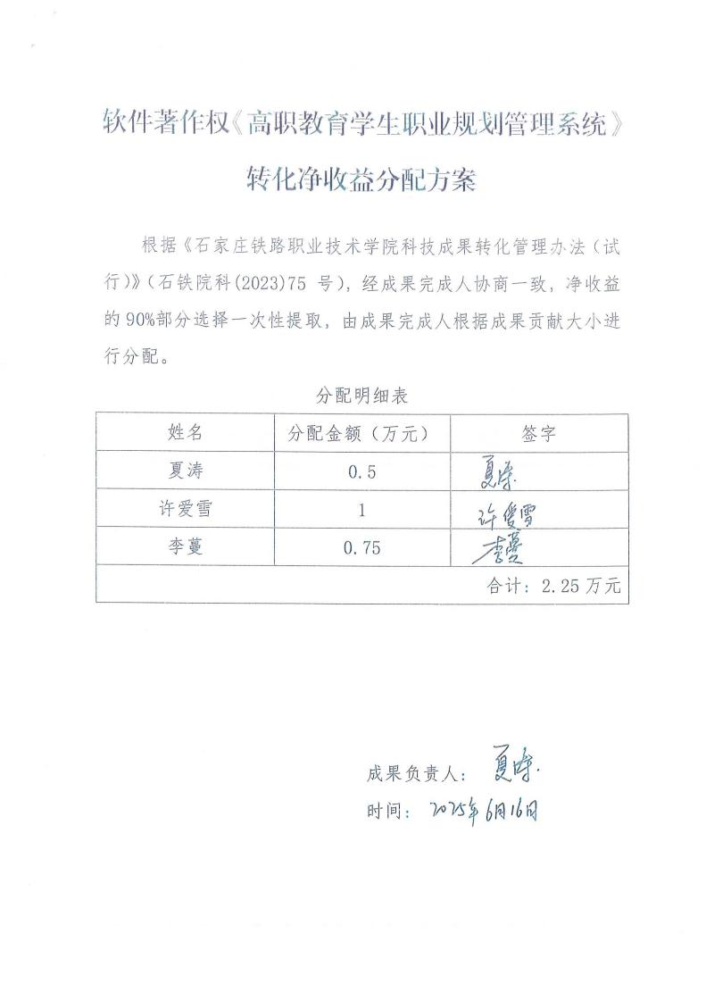 软件著作权《高职教育学生职业规划管理系统》
转化净收益分配方案
根据《石家庄铁路职业技术学院科技成果转化管理办法（试
行）》（石铁院科(2023)75 号），经成果完成人协商一致，净收益
的 90%部分选择一次性提取，由成果完成人根据成果贡献大小进
行分配。
分配明细表
姓名 分配金额（万元） 签字
夏涛 0.5 夏涛
许爱雪 1 许爱雪
李蔓 0.75 李蔓
合计：2.25 万元
成果负责人： 夏涛
时间： 2025年6月16日